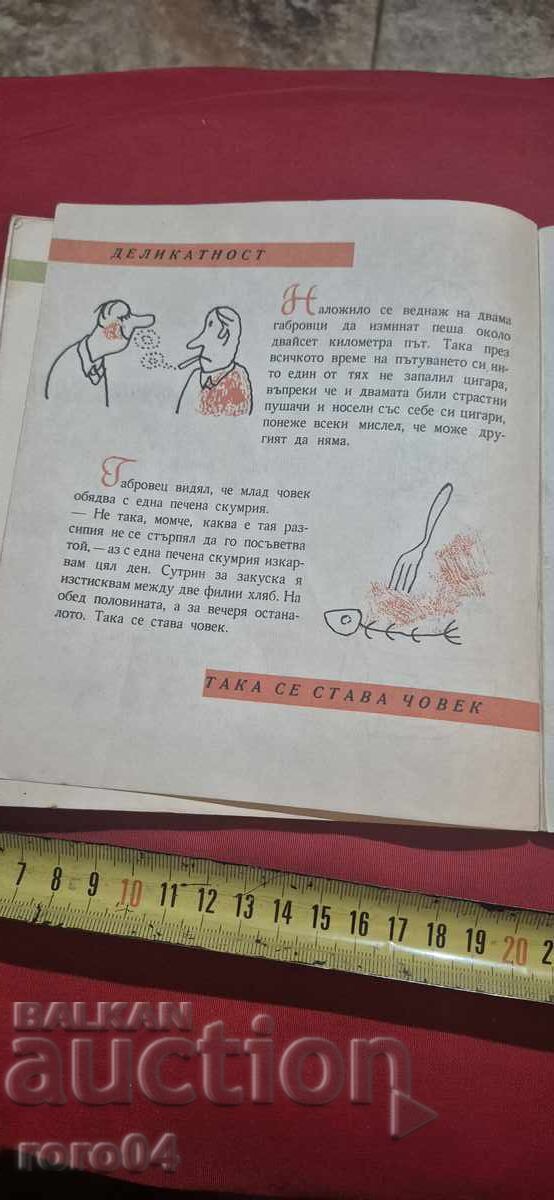 ДЕЛИКАТНОСТ
Наложило се веднаж на двама
габровци да изминат пеша около
двайсет километра път. Така през
всичкото време на пътуването си ни-
то един от тях не запалил цигара,
въпреки че и двамата били страстни
пушачи и носели със себе си цигари,
понеже всеки мислел, че може дру-
гият да няма.
Габровец видял, че млад човек
обядва с една печена скумрия.
— Не така, момче, каква е тая раз-
сипия не се стърпял да го посъветва
той, — аз с една печена скумрия изкар-
вам цял ден. Сутрин за закуска я
изстисквам между две филии хляб. На
обед половината, а за вечеря остана-
лото. Така се става човек.
ТАКА СЕ СТАВА ЧОВЕК
7 8 9 10 11 12 13 14 15 16 17 18 19 20 2
BALKAN
auction
roro04